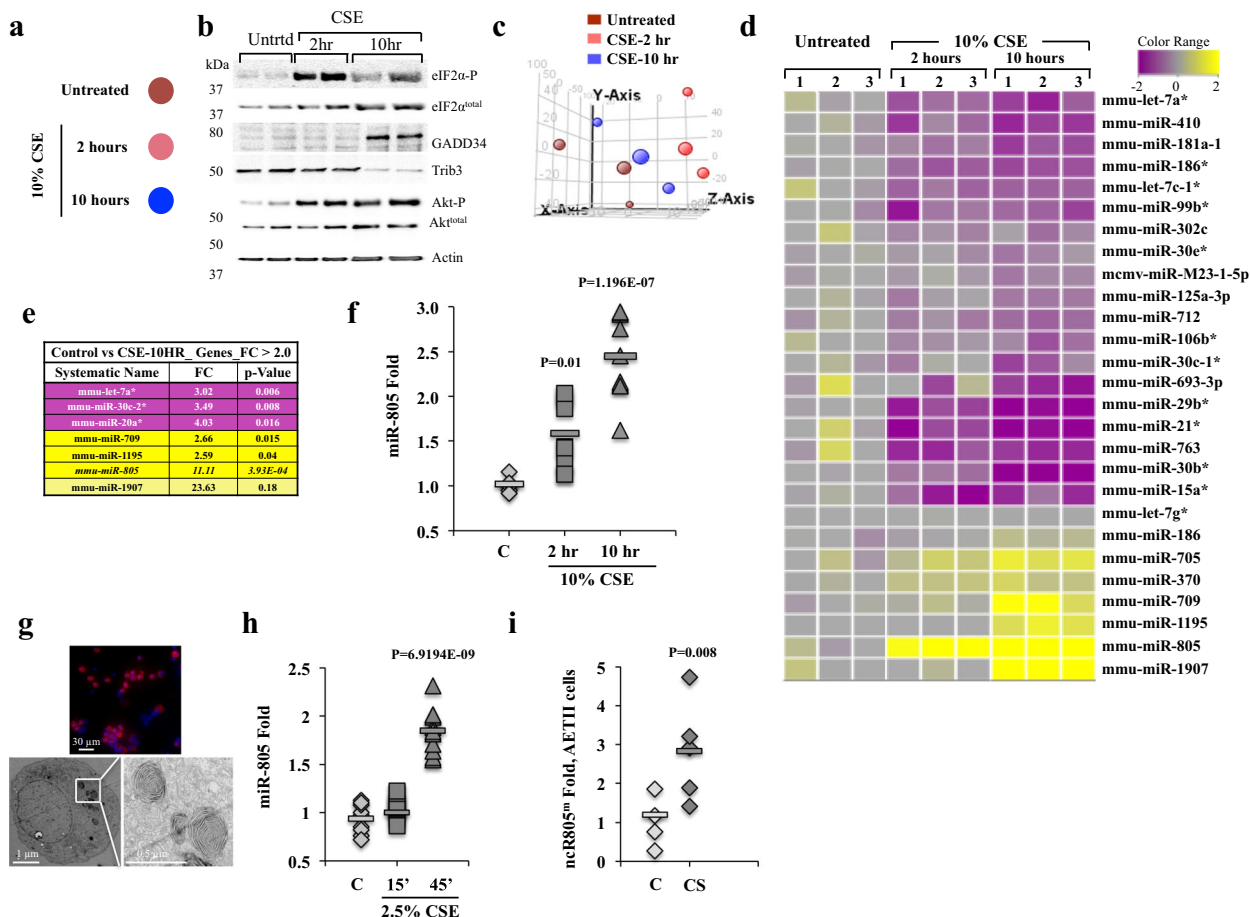 a
Untreated
10% CSE
2 hours
10 hours
b
CSE
Untrtd
2hr
10hr
kDa
37
37
80
50
50
50
37
eIF2α-P
eIF2αtotal
GADD34
Trib3
Akt-P
Akttotal
Actin
c
Untreated
CSE-2 hr
CSE-10 hr
Y-Axis
X-Axis
Z-Axis
d
Untreated
10% CSE
2 hours
10 hours
1 2 3 1 2 3 1 2 3
Color Range
-2 0 2
mmu-let-7a*
mmu-miR-410
mmu-miR-181a-1
mmu-miR-186*
mmu-let-7c-1*
mmu-miR-99b*
mmu-miR-302c
mmu-miR-30e*
mcmv-miR-M23-1-5p
mmu-miR-125a-3p
mmu-miR-712
mmu-miR-106b*
mmu-miR-30c-1*
mmu-miR-693-3p
mmu-miR-29b*
mmu-miR-21*
mmu-miR-763
mmu-miR-30b*
mmu-miR-15a*
mmu-let-7g*
mmu-miR-186
mmu-miR-705
mmu-miR-370
mmu-miR-709
mmu-miR-1195
mmu-miR-805
mmu-miR-1907
e
Control vs CSE-10HR_ Genes_FC > 2.0
Systematic Name FC p-Value
mmu-let-7a* 3.02 0.006
mmu-miR-30c-2* 3.49 0.008
mmu-miR-20a* 4.03 0.016
mmu-miR-709 2.66 0.015
mmu-miR-1195 2.59 0.04
mmu-miR-805 11.11 3.93E-04
mmu-miR-1907 23.63 0.18
f
P=1.196E-07
P=0.01
miR-805 Fold
3.0
2.5
2.0
1.5
1.0
0.5
C 2 hr 10 hr
10% CSE
g
30 µm
1 µm
0.5 µm
h
P=6.9194E-09
miR-805 Fold
2.5
2
1.5
1
0.5
C 15’ 45’
2.5% CSE
i
P=0.008
ncR805m Fold, AETII cells
5
4
3
2
1
0
C CS